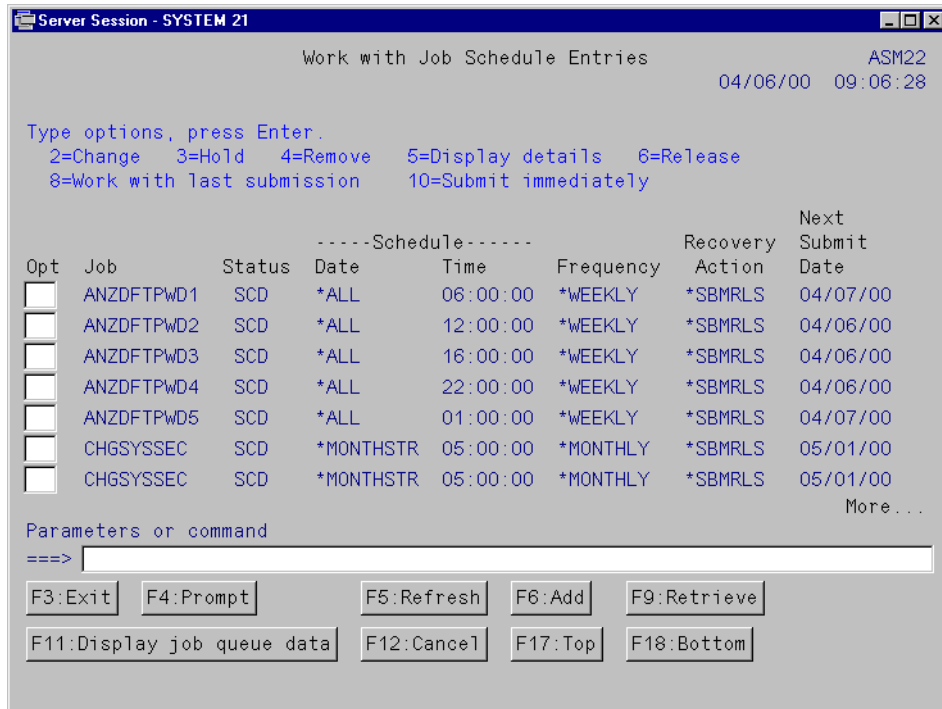 Server Session - SYSTEM 21
Work with Job Schedule Entries ASM22
04/06/00 09:06:28
Type options, press Enter.
2=Change 3=Hold 4=Remove 5=Display details 6=Release
8=Work with last submission 10=Submit immediately
Next
-----Schedule------ Recovery Submit
Opt Job Status Date Time Frequency Action Date
ANZDFTPWD1 SCD *ALL 06:00:00 *WEEKLY *SBMRLS 04/07/00
ANZDFTPWD2 SCD *ALL 12:00:00 *WEEKLY *SBMRLS 04/06/00
ANZDFTPWD3 SCD *ALL 16:00:00 *WEEKLY *SBMRLS 04/06/00
ANZDFTPWD4 SCD *ALL 22:00:00 *WEEKLY *SBMRLS 04/06/00
ANZDFTPWD5 SCD *ALL 01:00:00 *WEEKLY *SBMRLS 04/07/00
CHGSYSSEC SCD *MONTHSTR 05:00:00 *MONTHLY *SBMRLS 05/01/00
CHGSYSSEC SCD *MONTHSTR 05:00:00 *MONTHLY *SBMRLS 05/01/00
More...
Parameters or command
===>
F3:Exit F4:Prompt F5:Refresh F6:Add F9:Retrieve
F11:Display job queue data F12:Cancel F17:Top F18:Bottom